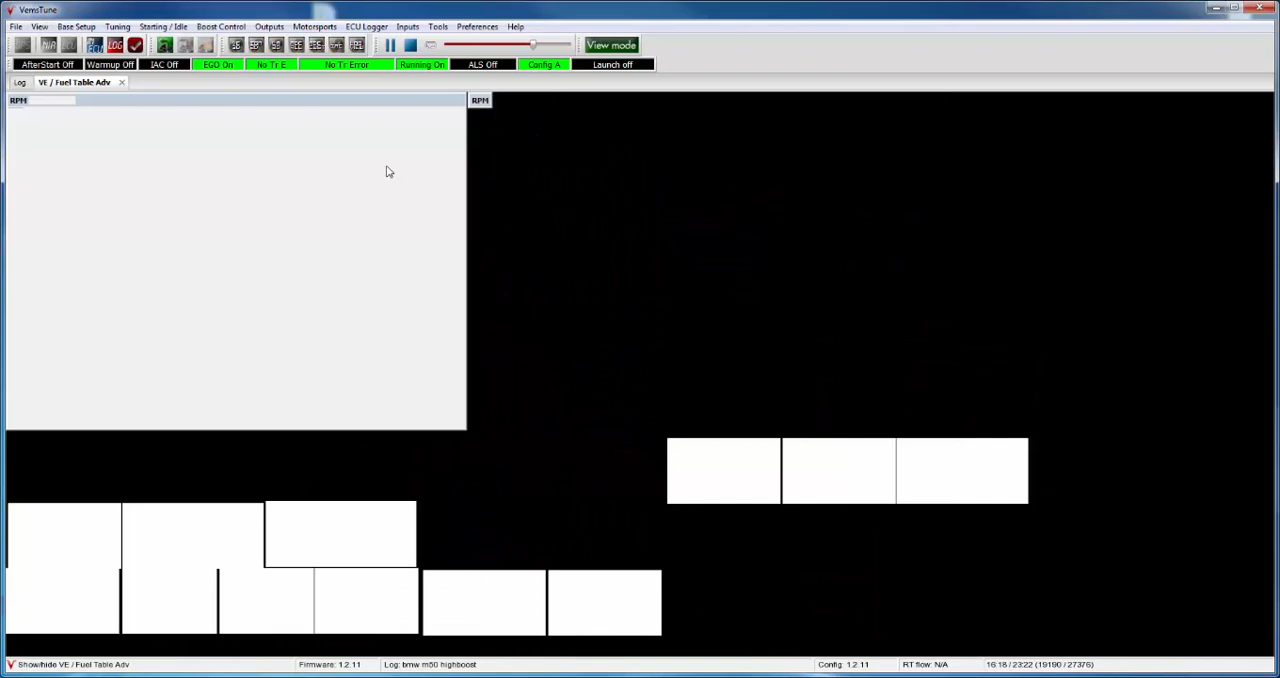 VemsTune
File View Base Setup Tuning Starting / Idle Boost Control Outputs Motorsports ECU Logger Inputs Tools Preferences Help
ECU LOG View mode
AfterStart Off Warmup Off IAC Off EGO On No Tr E No Tr Error Running On ALS Off Config A Launch off
Log VE / Fuel Table Adv
RPM RPM
Show/hide VE / Fuel Table Adv Firmware: 1.2.11 Log: bmw m50 highboost Config: 1.2.11 RT flow: N/A 16:18 / 23:22 (19190 / 27376)